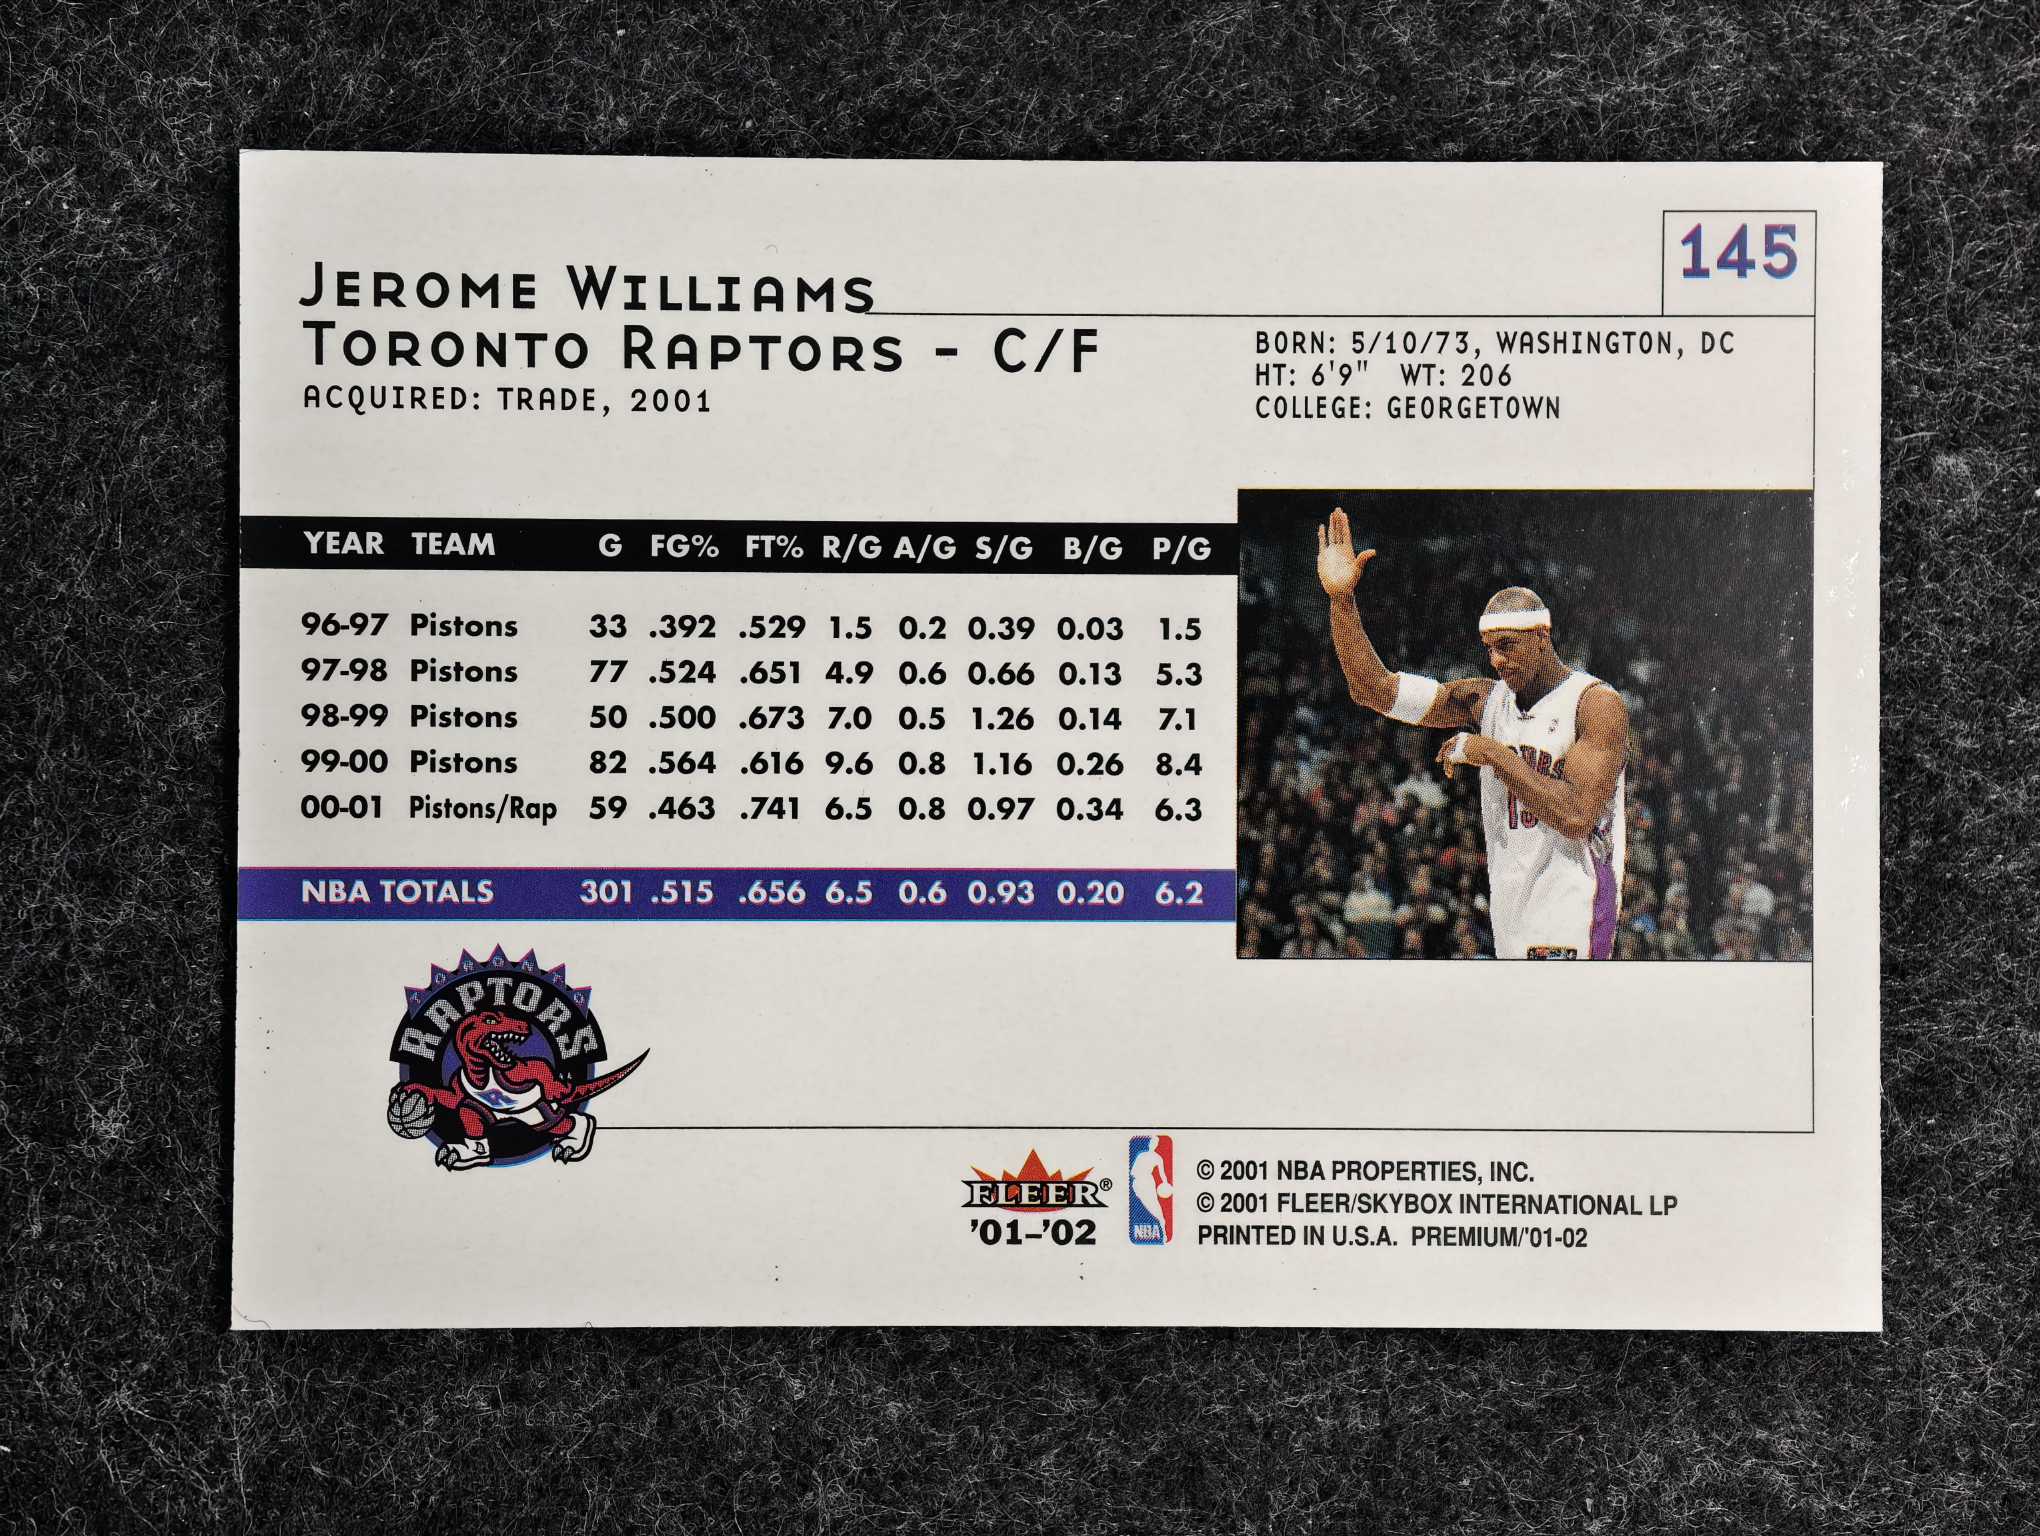 145
JEROME WILLIAMS
TORONTO RAPTORS - C/F
ACQUIRED: TRADE, 2001
BORN: 5/10/73, WASHINGTON, DC
HT: 6'9" WT: 206
COLLEGE: GEORGETOWN
YEAR TEAM G FG% FT% R/G A/G S/G B/G P/G
96-97 Pistons 33 .392 .529 1.5 0.2 0.39 0.03 1.5
97-98 Pistons 77 .524 .651 4.9 0.6 0.66 0.13 5.3
98-99 Pistons 50 .500 .673 7.0 0.5 1.26 0.14 7.1
99-00 Pistons 82 .564 .616 9.6 0.8 1.16 0.26 8.4
00-01 Pistons/Rap 59 .463 .741 6.5 0.8 0.97 0.34 6.3
NBA TOTALS 301 .515 .656 6.5 0.6 0.93 0.20 6.2
TORONTO
RAPTORS
FLEER®
'01-'02
NBA
© 2001 NBA PROPERTIES, INC.
© 2001 FLEER/SKYBOX INTERNATIONAL LP
PRINTED IN U.S.A. PREMIUM/'01-02